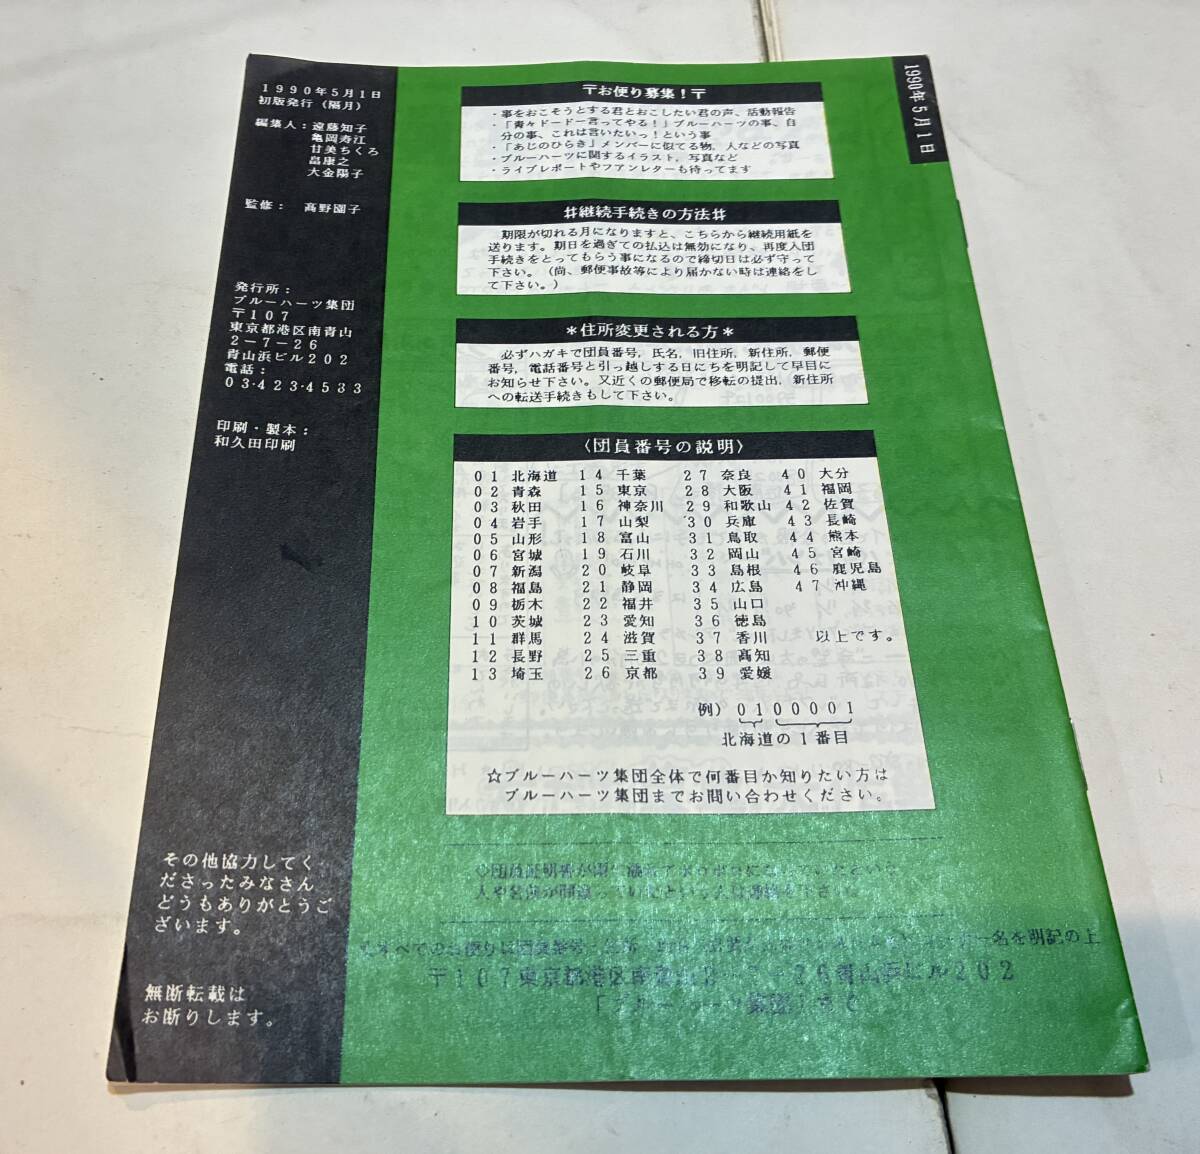 1990年5月1日
初版発行(隔月)
編集人:遠藤知子
亀岡寿江
甘美ちくろ
畠康之
大金陽子
監修: 髙野園子
発行所:
ブルーハーツ集団
〒107
東京都港区南青山
2-7-26
青山浜ビル202
電話:
03・423・4533
印刷・製本:
和久田印刷
その他協力してく
ださったみなさん
どうもありがとうご
ざいます。
無断転載は
お断りします。
1990年5月1日
〒お便り募集!〒
・事をおこそうとする君とおこしたい君の声、活動報告
・「青々ドードー言ってやる!」ブルーハーツの事、自
分の事、これは言いたいっ!という事
・「あじのひらき」メンバーに似てる物,人などの写真
・ブルーハーツに関するイラスト,写真など
・ライブレポートやファンレターも待ってます
♯継続手続きの方法♯
期限が切れる月になりますと、こちらから継続用紙を
送ります。期日を過ぎての払込は無効になり、再度入団
手続きをとってもらう事になるので締切日は必ず守って
下さい。(尚、郵便事故等により届かない時は連絡をし
て下さい。)
*住所変更される方*
必ずハガキで団員番号,氏名,旧住所,新住所,郵便
番号,電話番号と引っ越しする日にちを明記して早目に
お知らせ下さい。又近くの郵便局で移転の提出,新住所
への転送手続きもして下さい。
〈団員番号の説明〉
01 北海道 14 千葉 27 奈良 40 大分
02 青森 15 東京 28 大阪 41 福岡
03 秋田 16 神奈川 29 和歌山 42 佐賀
04 岩手 17 山梨 30 兵庫 43 長崎
05 山形 18 富山 31 鳥取 44 熊本
06 宮城 19 石川 32 岡山 45 宮崎
07 新潟 20 岐阜 33 島根 46 鹿児島
08 福島 21 静岡 34 広島 47 沖縄
09 栃木 22 福井 35 山口
10 茨城 23 愛知 36 徳島
11 群馬 24 滋賀 37 香川 以上です。
12 長野 25 三重 38 高知
13 埼玉 26 京都 39 愛媛
例) 0100001
北海道の1番目
☆ブルーハーツ集団全体で何番目か知りたい方は
ブルーハーツ集団までお問い合わせください。
名を明記の上
〒107東京都港区南青山2-7-26青山浜ビル202